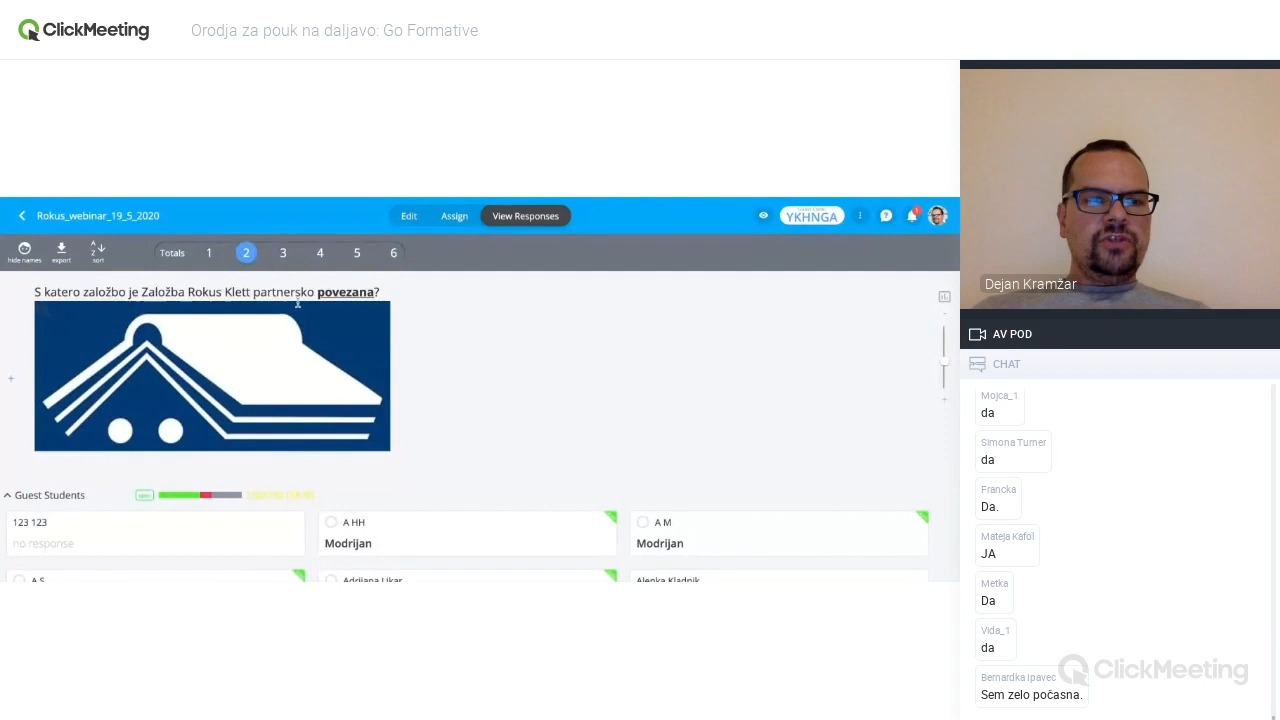 ClickMeeting
Orodja za pouk na daljavo: Go Formative
Rokus_webinar_19_5_2020
Edit
Assign
View Responses
YKHNGA
hide names
export
sort
A
Z
Totals
1
2
3
4
5
6
S katero založbo je Založba Rokus Klett partnersko povezana?
Guest Students
123 123
no response
A HH
Modrijan
A M
Modrijan
A S
Adrijana Likar
Alenka Kladnik
Dejan Kramžar
AV POD
CHAT
Mojca_1
da
Simona Turner
da
Francka
Da.
Mateja Kafol
JA
Metka
Da
Vida_1
da
Bernardka Ipavec
Sem zelo počasna.
ClickMeeting